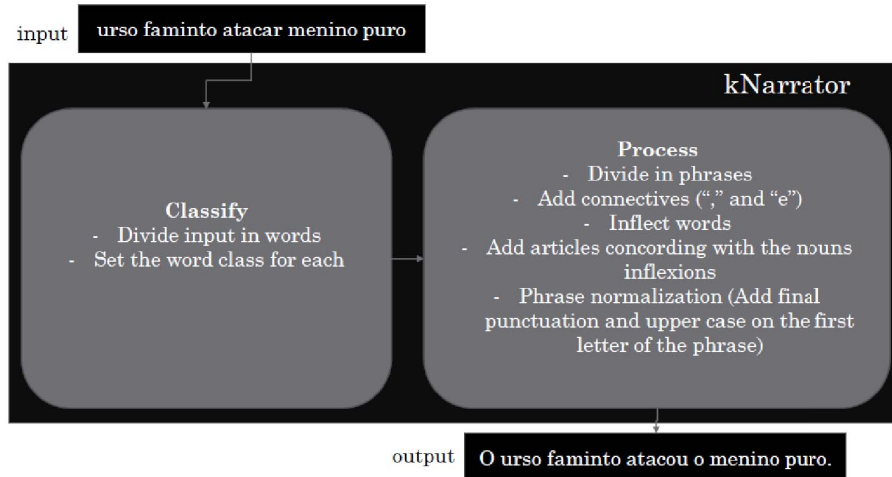 input
urso faminto atacar menino puro
kNarrator
Classify
- Divide input in words
- Set the word class for each
Process
- Divide in phrases
- Add connectives (“,” and “e”)
- Inflect words
- Add articles concording with the nouns
inflexions
- Phrase normalization (Add final
punctuation and upper case on the first
letter of the phrase)
output
O urso faminto atacou o menino puro.